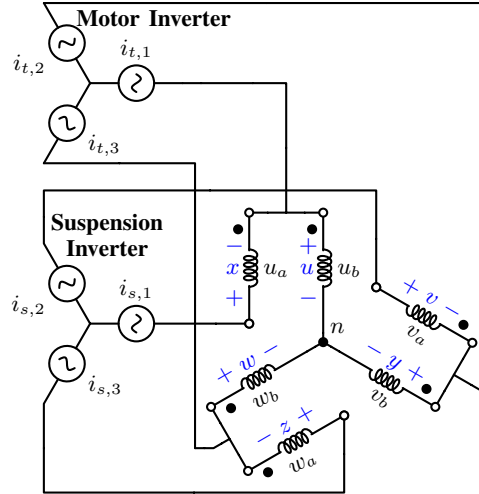 Motor Inverter
i_{t,1}
i_{t,2}
i_{t,3}
Suspension
Inverter
i_{s,1}
i_{s,2}
i_{s,3}
− x + u_a
+ u − u_b
n
+ v − v_a
− y + v_b
+ w − w_b
− z + w_a